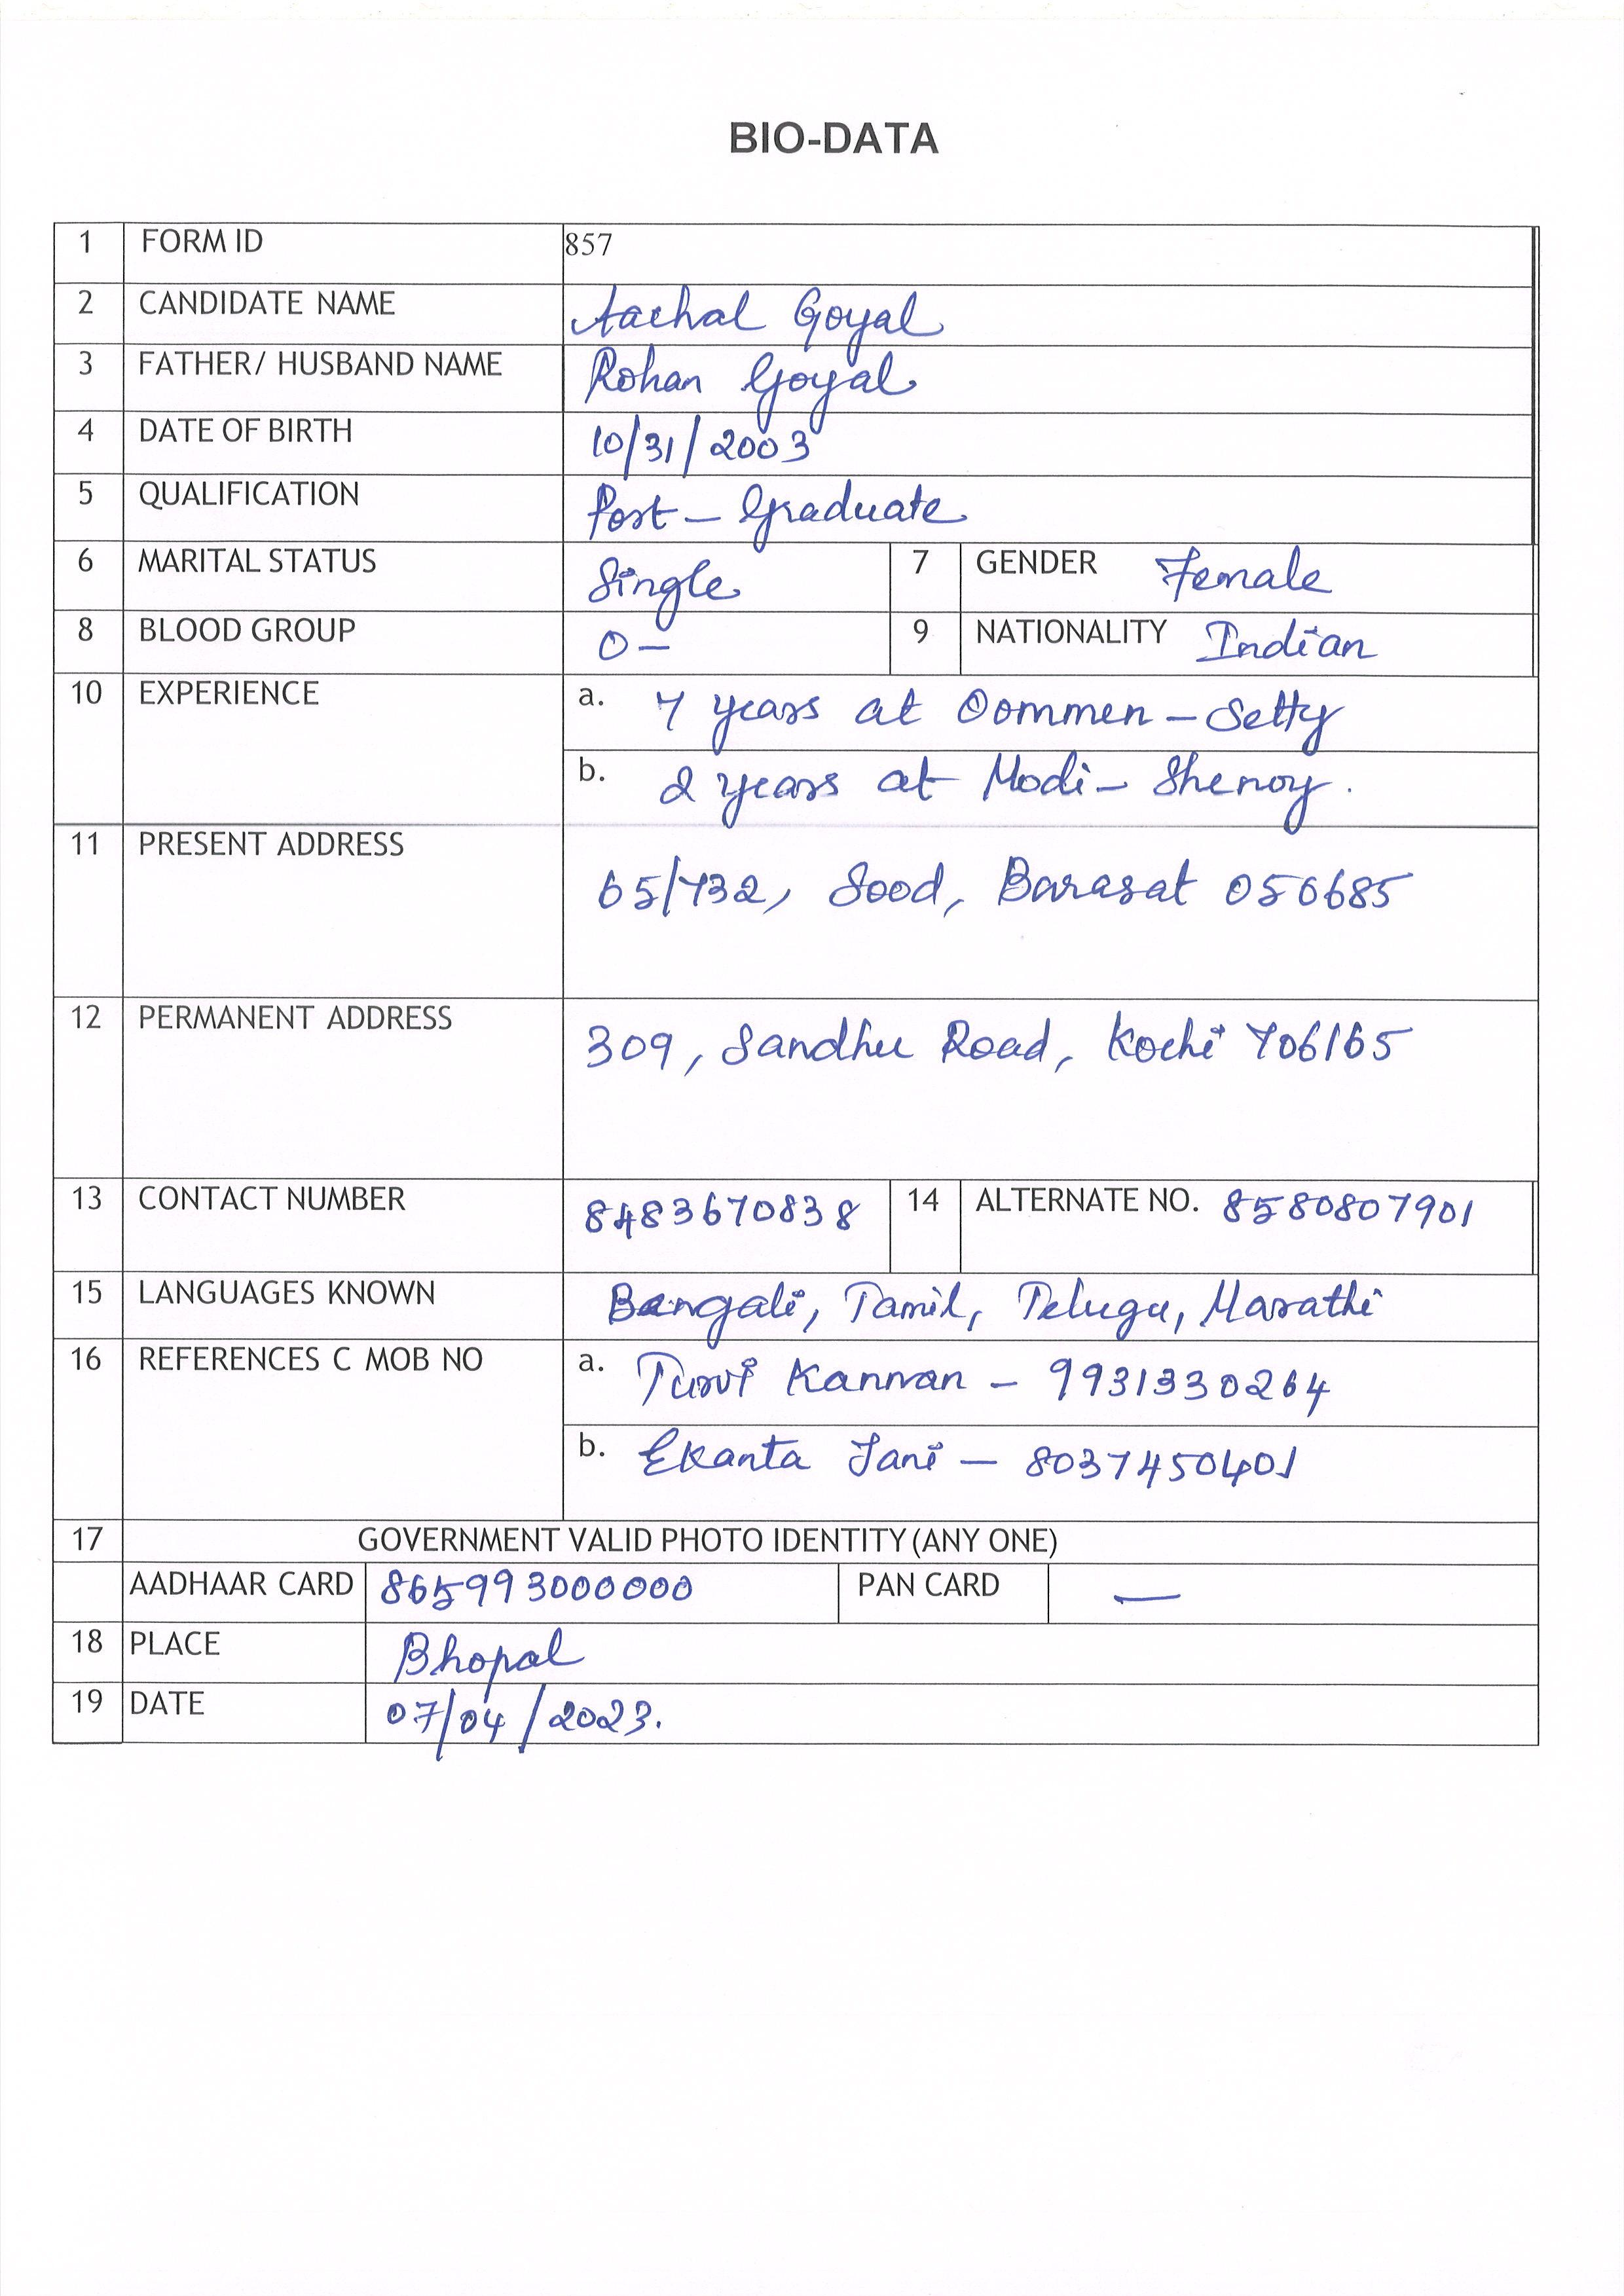 BIO-DATA
1 FORM ID 857
2 CANDIDATE NAME Aachal Goyal
3 FATHER/ HUSBAND NAME Rohan Goyal
4 DATE OF BIRTH 10/31/2003
5 QUALIFICATION Post - Graduate
6 MARITAL STATUS Single 7 GENDER Female
8 BLOOD GROUP O- 9 NATIONALITY Indian
10 EXPERIENCE a. 7 years at Oommen - Setty
b. 2 years at Modi - Shenoy.
11 PRESENT ADDRESS 65/732, Sood, Barasat 056685
12 PERMANENT ADDRESS 309, Sandhu Road, Kochi 706165
13 CONTACT NUMBER 8483670838 14 ALTERNATE NO. 8580807901
15 LANGUAGES KNOWN Bengali, Tamil, Telugu, Marathi
16 REFERENCES C MOB NO a. Turvi Kannan - 9931330264
b. Ekanta Jani - 8037450401
17 GOVERNMENT VALID PHOTO IDENTITY (ANY ONE)
AADHAAR CARD 865993000000 PAN CARD —
18 PLACE Bhopal
19 DATE 07/04/2023.